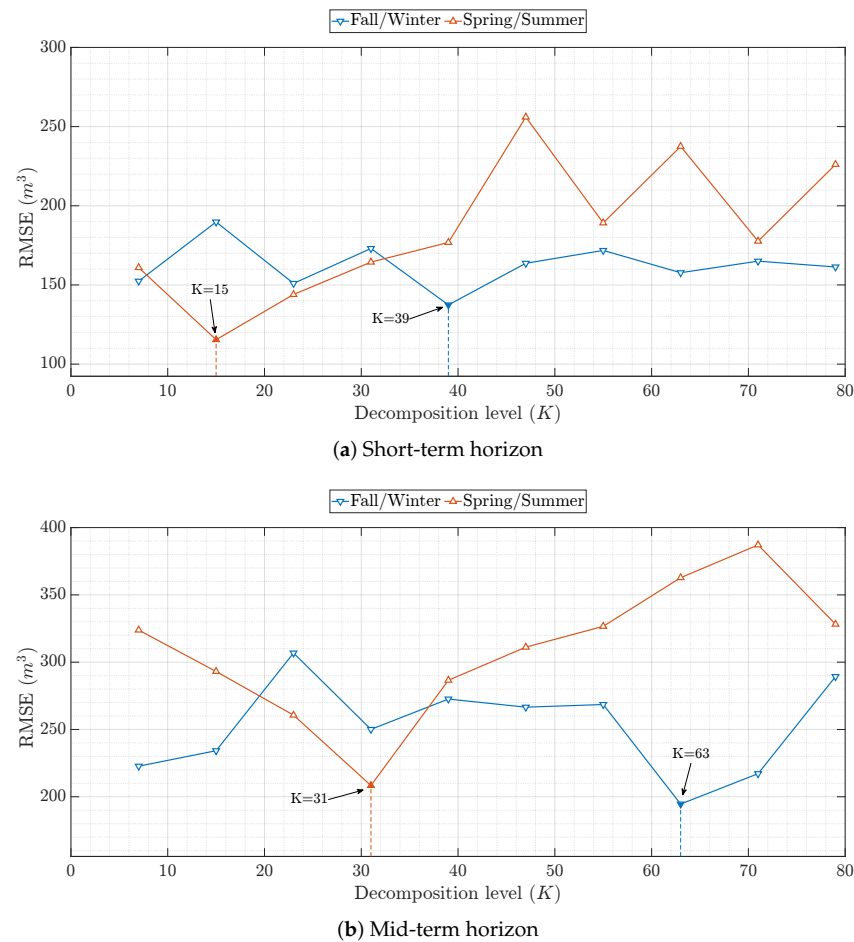 Fall/Winter Spring/Summer
300
250
200
150
100
RMSE (m³)
K=15
K=39
0 10 20 30 40 50 60 70 80
Decomposition level (K)
(a) Short-term horizon
Fall/Winter Spring/Summer
400
350
300
250
200
RMSE (m³)
K=63
K=31
0 10 20 30 40 50 60 70 80
Decomposition level (K)
(b) Mid-term horizon